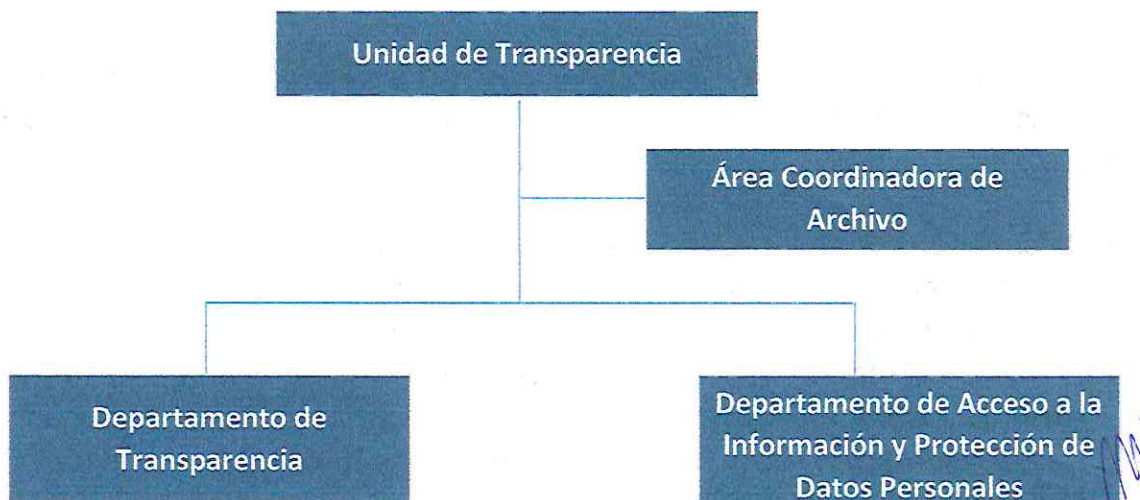 Unidad de Transparencia
Área Coordinadora de
Archivo
Departamento de
Transparencia
Departamento de Acceso a la
Información y Protección de
Datos Personales